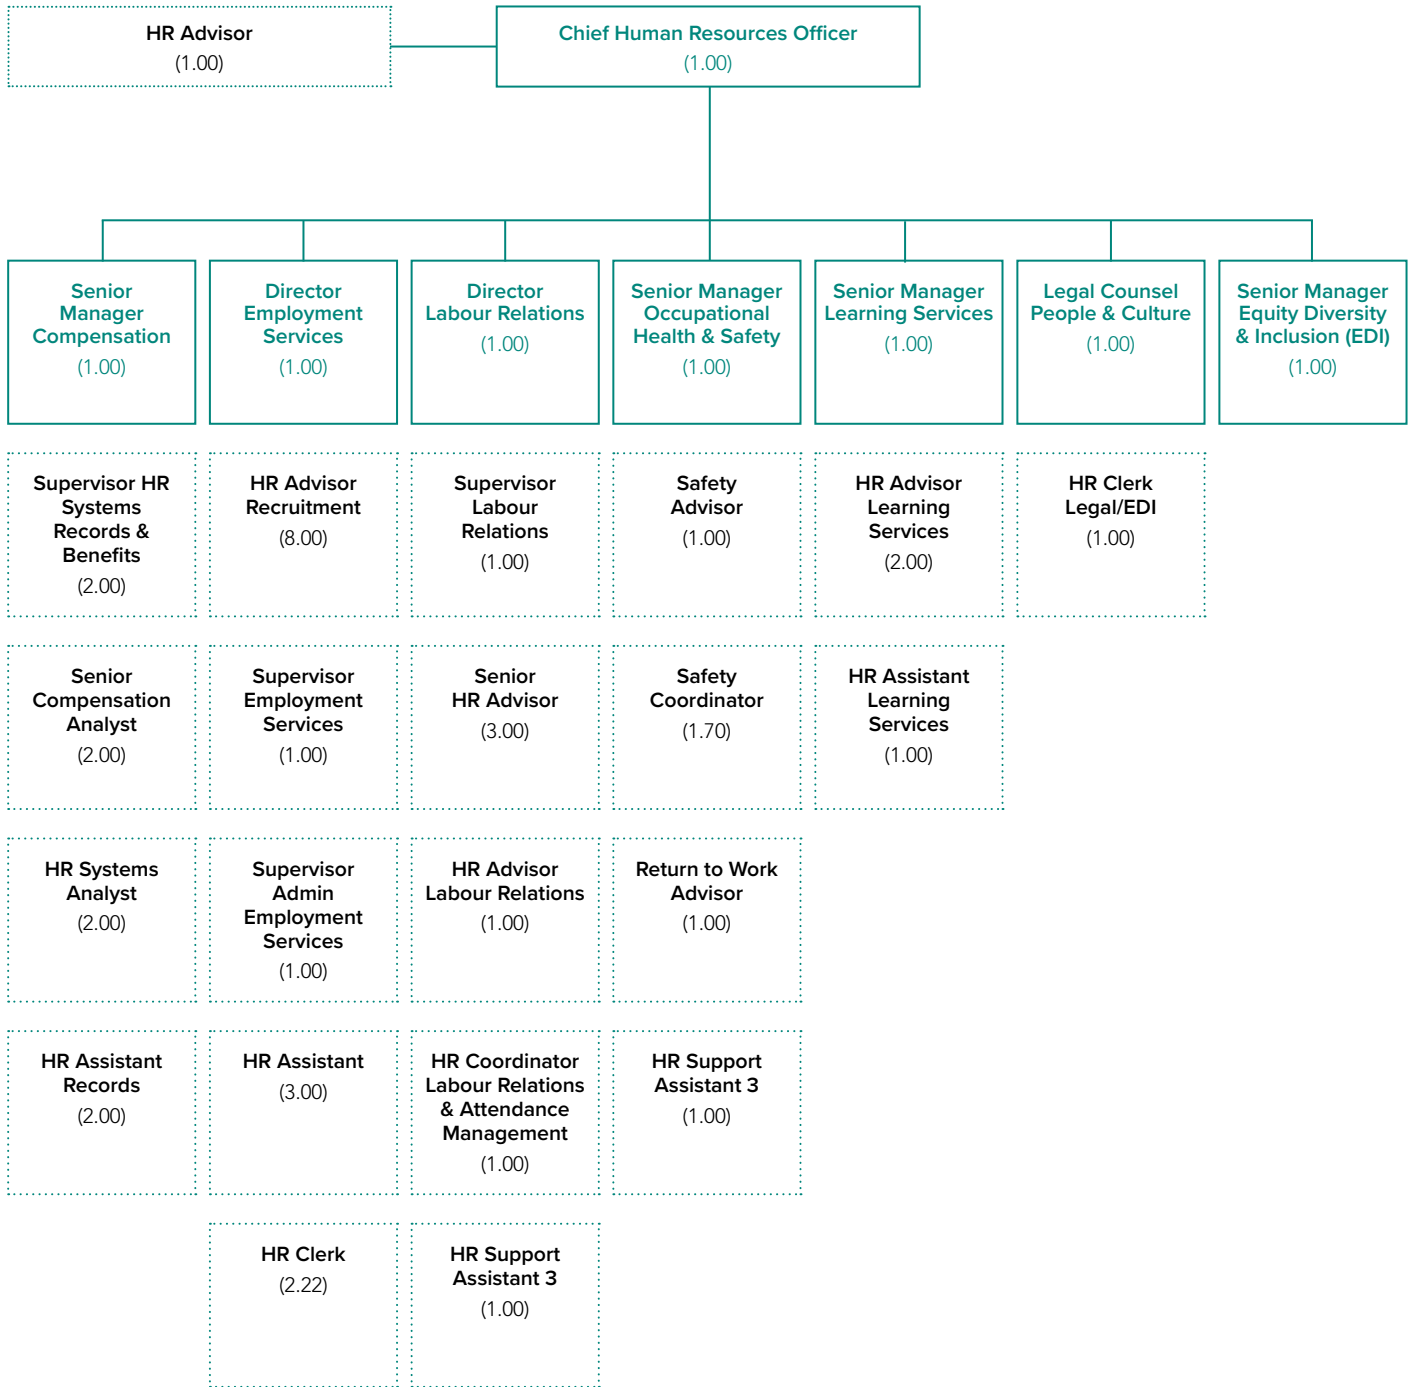 HR Advisor
(1.00)
Chief Human Resources Officer
(1.00)
Senior
Manager
Compensation
(1.00)
Director
Employment
Services
(1.00)
Director
Labour Relations
(1.00)
Senior Manager
Occupational
Health & Safety
(1.00)
Senior Manager
Learning Services
(1.00)
Legal Counsel
People & Culture
(1.00)
Senior Manager
Equity Diversity
& Inclusion (EDI)
(1.00)
Supervisor HR
Systems
Records &
Benefits
(2.00)
HR Advisor
Recruitment
(8.00)
Supervisor
Labour
Relations
(1.00)
Safety
Advisor
(1.00)
HR Advisor
Learning
Services
(2.00)
HR Clerk
Legal/EDI
(1.00)
Senior
Compensation
Analyst
(2.00)
Supervisor
Employment
Services
(1.00)
Senior
HR Advisor
(3.00)
Safety
Coordinator
(1.70)
HR Assistant
Learning
Services
(1.00)
HR Systems
Analyst
(2.00)
Supervisor
Admin
Employment
Services
(1.00)
HR Advisor
Labour Relations
(1.00)
Return to Work
Advisor
(1.00)
HR Assistant
Records
(2.00)
HR Assistant
(3.00)
HR Coordinator
Labour Relations
& Attendance
Management
(1.00)
HR Support
Assistant 3
(1.00)
HR Clerk
(2.22)
HR Support
Assistant 3
(1.00)